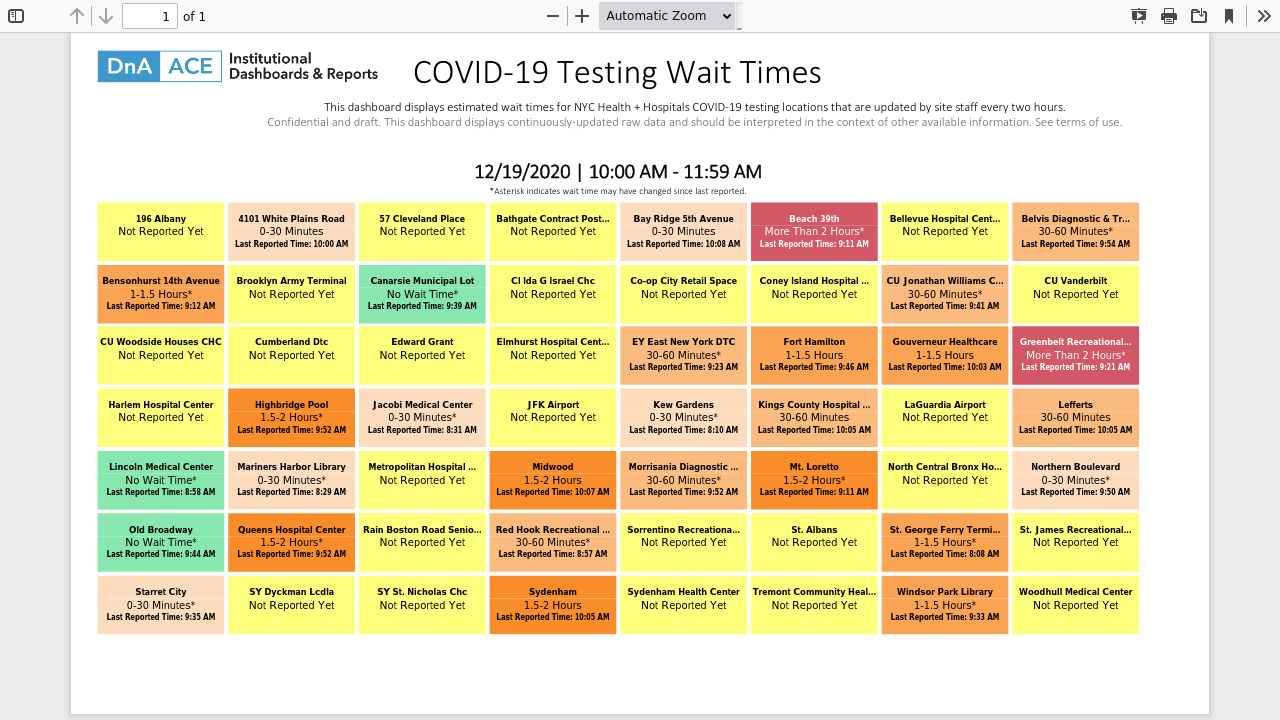 1 of 1
Automatic Zoom
DnA ACE Institutional
Dashboards & Reports
COVID-19 Testing Wait Times
This dashboard displays estimated wait times for NYC Health + Hospitals COVID-19 testing locations that are updated by site staff every two hours.
Confidential and draft. This dashboard displays continuously-updated raw data and should be interpreted in the context of other available information. See terms of use.
12/19/2020 | 10:00 AM - 11:59 AM
*Asterisk indicates wait time may have changed since last reported.
196 Albany
Not Reported Yet
4101 White Plains Road
0-30 Minutes
Last Reported Time: 10:00 AM
57 Cleveland Place
Not Reported Yet
Bathgate Contract Post...
Not Reported Yet
Bay Ridge 5th Avenue
0-30 Minutes
Last Reported Time: 10:08 AM
Beach 39th
More Than 2 Hours*
Last Reported Time: 9:11 AM
Bellevue Hospital Cent...
Not Reported Yet
Belvis Diagnostic & Tr...
30-60 Minutes*
Last Reported Time: 9:54 AM
Bensonhurst 14th Avenue
1-1.5 Hours*
Last Reported Time: 9:12 AM
Brooklyn Army Terminal
Not Reported Yet
Canarsie Municipal Lot
No Wait Time*
Last Reported Time: 9:39 AM
CI Ida G Israel Chc
Not Reported Yet
Co-op City Retail Space
Not Reported Yet
Coney Island Hospital ...
Not Reported Yet
CU Jonathan Williams C...
30-60 Minutes*
Last Reported Time: 9:41 AM
CU Vanderbilt
Not Reported Yet
CU Woodside Houses CHC
Not Reported Yet
Cumberland Dtc
Not Reported Yet
Edward Grant
Not Reported Yet
Elmhurst Hospital Cent...
Not Reported Yet
EY East New York DTC
30-60 Minutes*
Last Reported Time: 9:23 AM
Fort Hamilton
1-1.5 Hours
Last Reported Time: 9:46 AM
Gouverneur Healthcare
1-1.5 Hours
Last Reported Time: 10:03 AM
Greenbelt Recreational...
More Than 2 Hours*
Last Reported Time: 9:21 AM
Harlem Hospital Center
Not Reported Yet
Highbridge Pool
1.5-2 Hours*
Last Reported Time: 9:52 AM
Jacobi Medical Center
0-30 Minutes*
Last Reported Time: 8:31 AM
JFK Airport
Not Reported Yet
Kew Gardens
0-30 Minutes*
Last Reported Time: 8:10 AM
Kings County Hospital ...
30-60 Minutes
Last Reported Time: 10:05 AM
LaGuardia Airport
Not Reported Yet
Lefferts
30-60 Minutes
Last Reported Time: 10:05 AM
Lincoln Medical Center
No Wait Time*
Last Reported Time: 8:58 AM
Mariners Harbor Library
0-30 Minutes*
Last Reported Time: 8:29 AM
Metropolitan Hospital ...
Not Reported Yet
Midwood
1.5-2 Hours
Last Reported Time: 10:07 AM
Morrisania Diagnostic ...
30-60 Minutes*
Last Reported Time: 9:52 AM
Mt. Loretto
1.5-2 Hours*
Last Reported Time: 9:11 AM
North Central Bronx Ho...
Not Reported Yet
Northern Boulevard
0-30 Minutes*
Last Reported Time: 9:50 AM
Old Broadway
No Wait Time*
Last Reported Time: 9:44 AM
Queens Hospital Center
1.5-2 Hours*
Last Reported Time: 9:52 AM
Rain Boston Road Senio...
Not Reported Yet
Red Hook Recreational ...
30-60 Minutes*
Last Reported Time: 8:57 AM
Sorrentino Recreationa...
Not Reported Yet
St. Albans
Not Reported Yet
St. George Ferry Termi...
1-1.5 Hours*
Last Reported Time: 8:08 AM
St. James Recreational...
Not Reported Yet
Starret City
0-30 Minutes*
Last Reported Time: 9:35 AM
SY Dyckman Lcdla
Not Reported Yet
SY St. Nicholas Chc
Not Reported Yet
Sydenham
1.5-2 Hours
Last Reported Time: 10:05 AM
Sydenham Health Center
Not Reported Yet
Tremont Community Heal...
Not Reported Yet
Windsor Park Library
1-1.5 Hours*
Last Reported Time: 9:33 AM
Woodhull Medical Center
Not Reported Yet